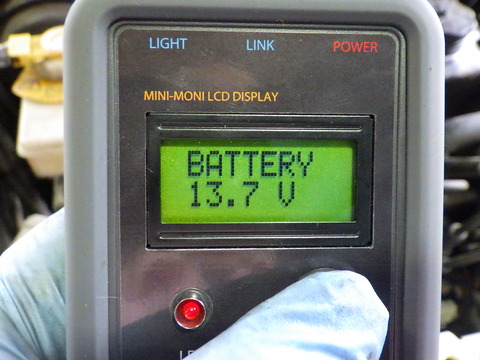 LIGHT LINK POWER
MINI-MONI LCD DISPLAY
BATTERY
13.7 V